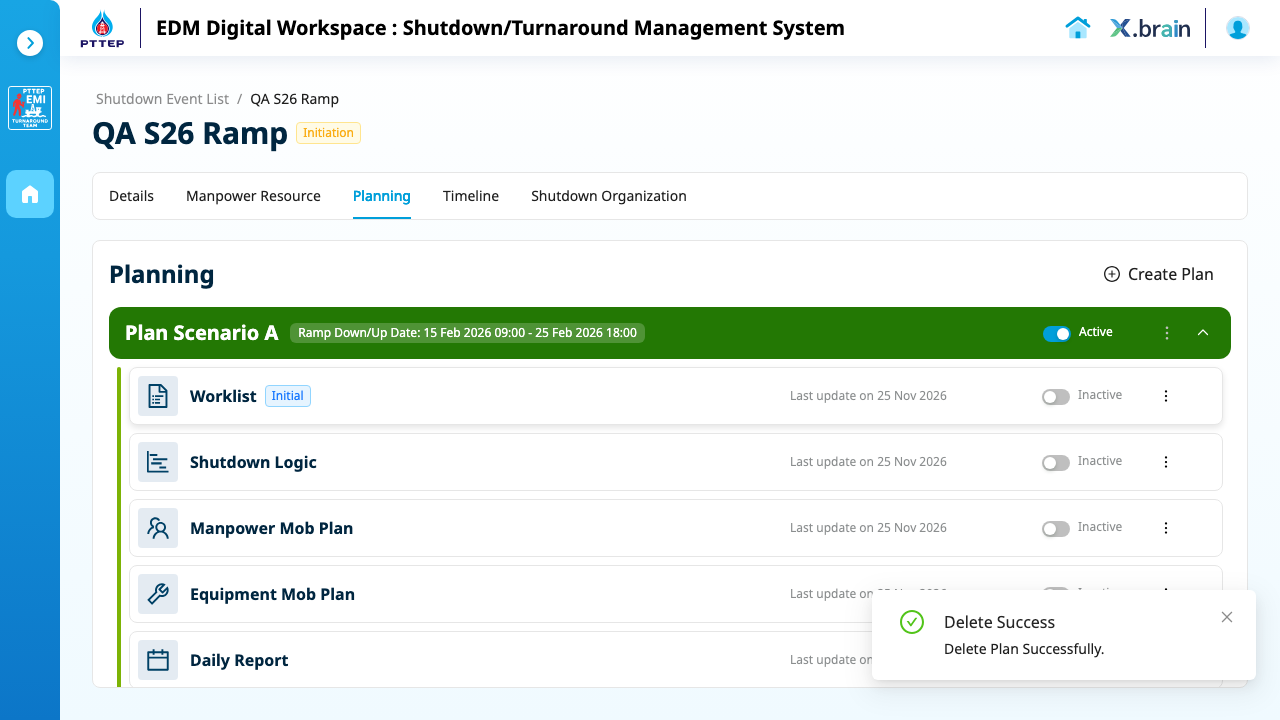 PTTEP
EDM Digital Workspace : Shutdown/Turnaround Management System
X.brain
PTTEP
EMI
TURNAROUND
TEAM
Shutdown Event List / QA S26 Ramp
QA S26 Ramp Initiation
Details Manpower Resource Planning Timeline Shutdown Organization
Planning
Create Plan
Plan Scenario A Ramp Down/Up Date: 15 Feb 2026 09:00 - 25 Feb 2026 18:00 Active
Worklist Initial Last update on 25 Nov 2026 Inactive
Shutdown Logic Last update on 25 Nov 2026 Inactive
Manpower Mob Plan Last update on 25 Nov 2026 Inactive
Equipment Mob Plan Last update on
Daily Report Last update on
Delete Success
Delete Plan Successfully.